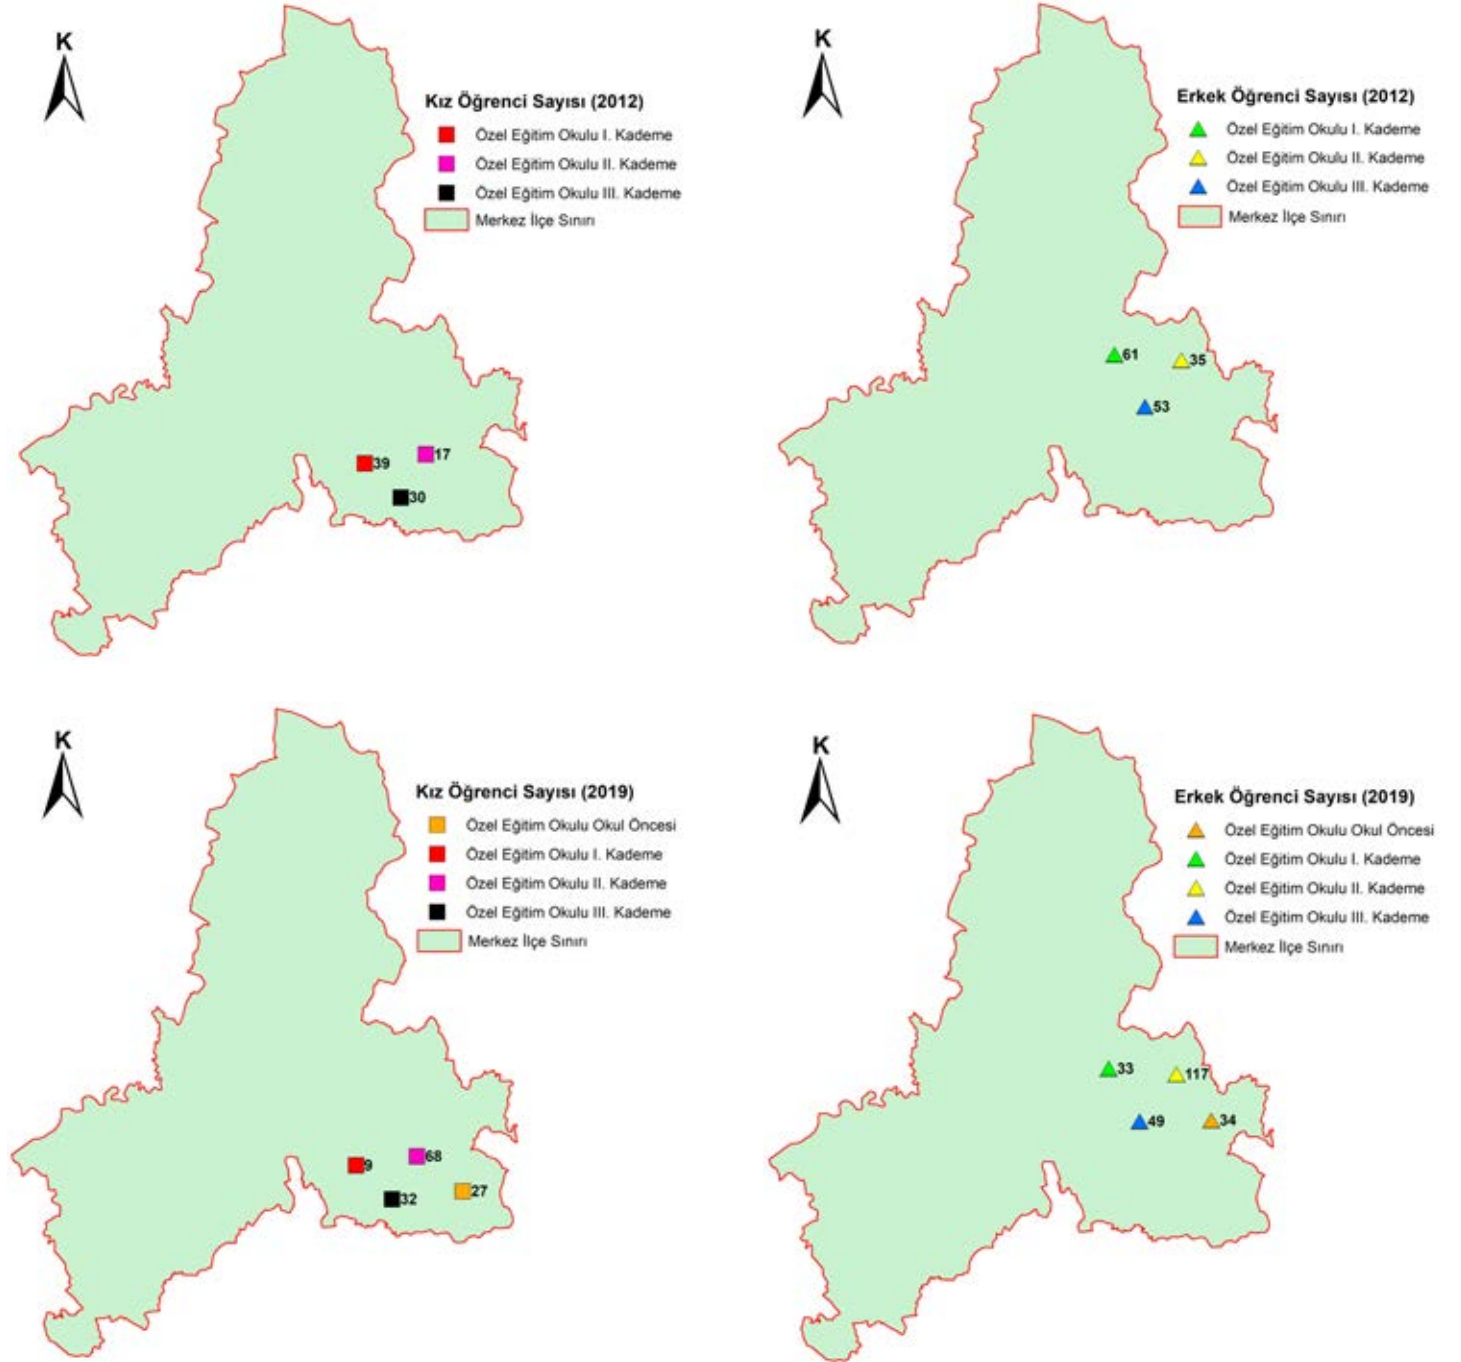 K
Kız Öğrenci Sayısı (2012)
Özel Eğitim Okulu I. Kademe
Özel Eğitim Okulu II. Kademe
Özel Eğitim Okulu III. Kademe
Merkez İlçe Sınırı
39
17
30
K
Erkek Öğrenci Sayısı (2012)
Özel Eğitim Okulu I. Kademe
Özel Eğitim Okulu II. Kademe
Özel Eğitim Okulu III. Kademe
Merkez İlçe Sınırı
61
35
53
K
Kız Öğrenci Sayısı (2019)
Özel Eğitim Okulu Okul Öncesi
Özel Eğitim Okulu I. Kademe
Özel Eğitim Okulu II. Kademe
Özel Eğitim Okulu III. Kademe
Merkez İlçe Sınırı
9
68
32
27
K
Erkek Öğrenci Sayısı (2019)
Özel Eğitim Okulu Okul Öncesi
Özel Eğitim Okulu I. Kademe
Özel Eğitim Okulu II. Kademe
Özel Eğitim Okulu III. Kademe
Merkez İlçe Sınırı
33
117
49
34